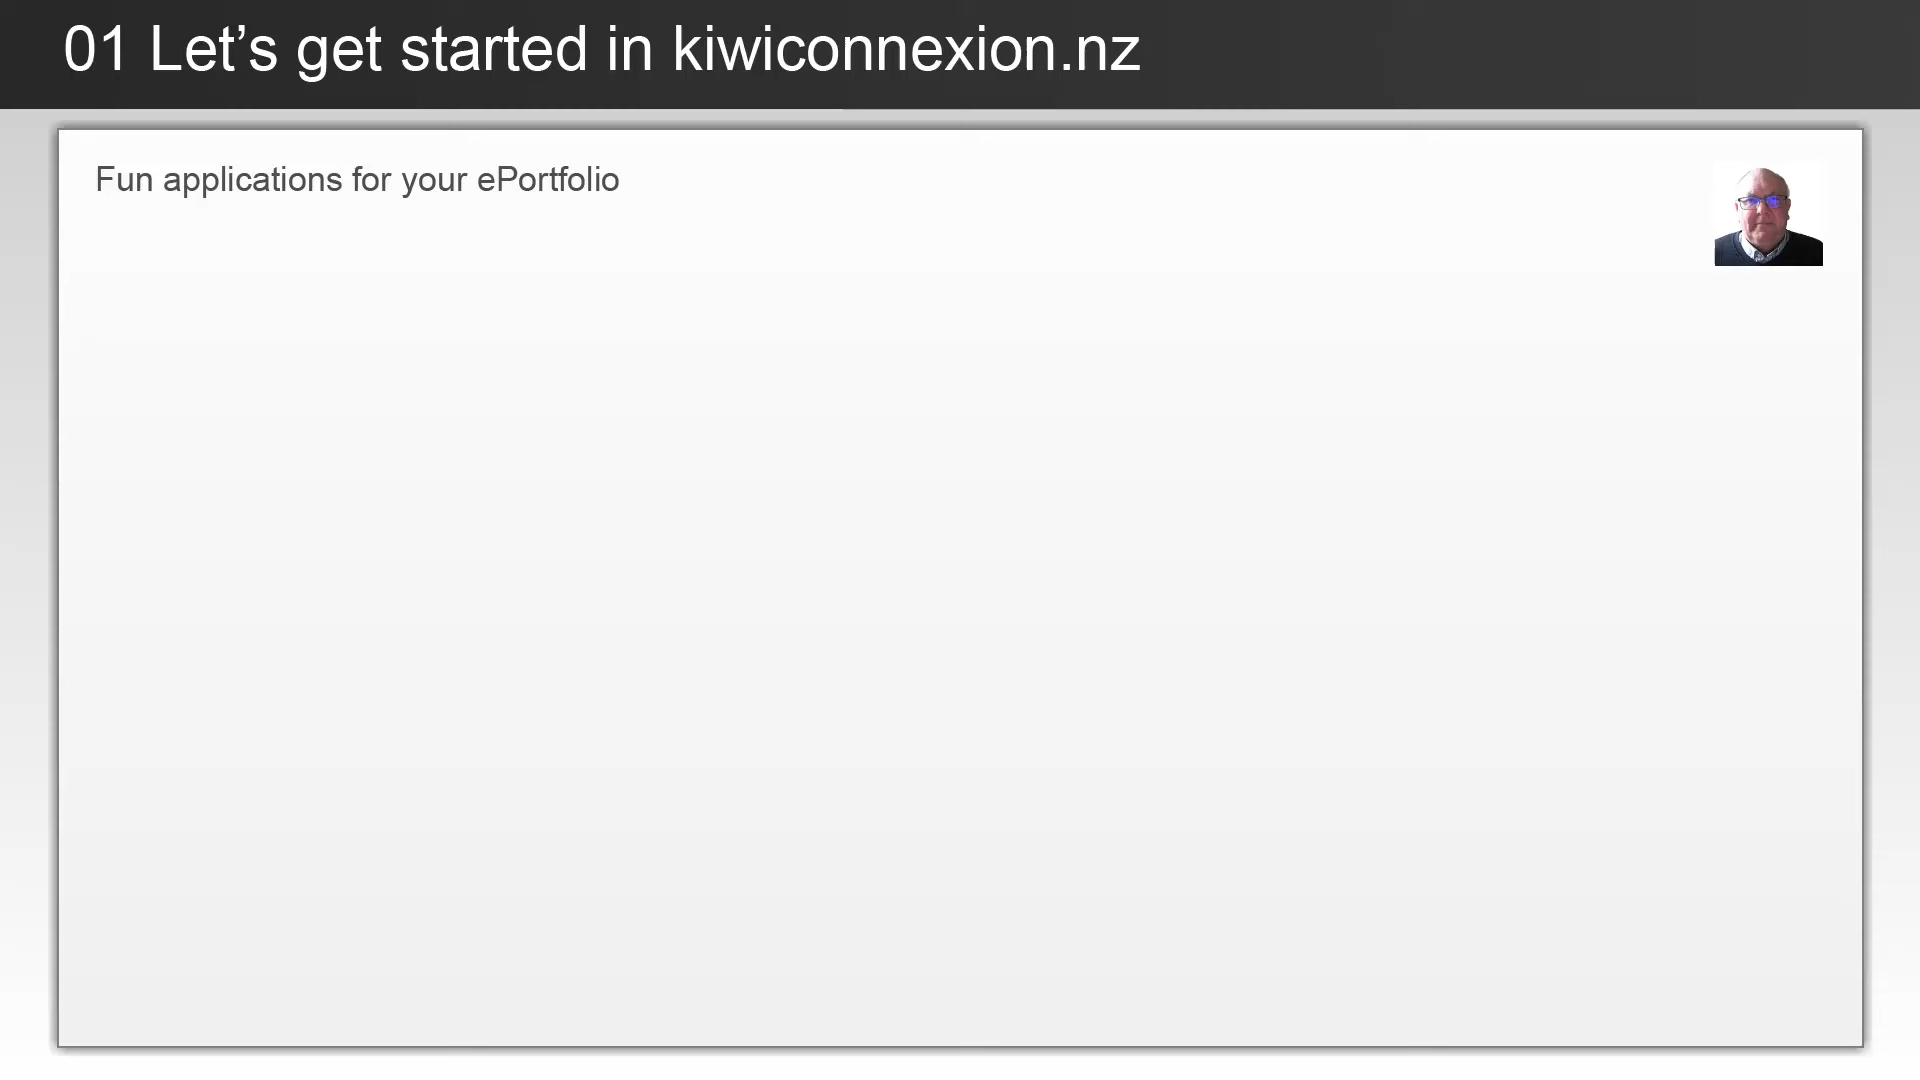 01 Let’s get started in kiwiconnexion.nz
Fun applications for your ePortfolio